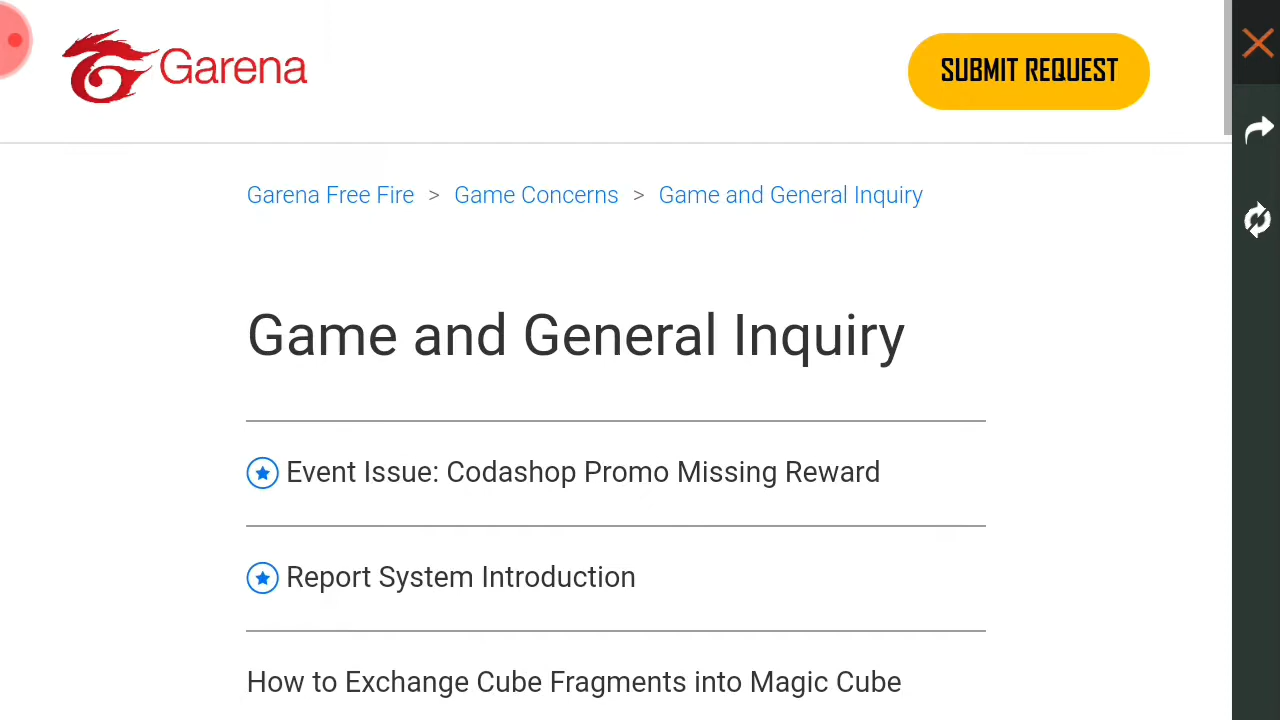 Garena
SUBMIT REQUEST
Garena Free Fire > Game Concerns > Game and General Inquiry
Game and General Inquiry
Event Issue: Codashop Promo Missing Reward
Report System Introduction
How to Exchange Cube Fragments into Magic Cube